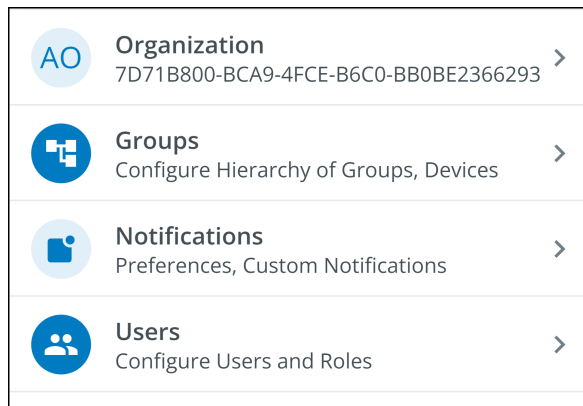 AO
Organization
7D71B800-BCA9-4FCE-B6C0-BB0BE2366293
Groups
Configure Hierarchy of Groups, Devices
Notifications
Preferences, Custom Notifications
Users
Configure Users and Roles